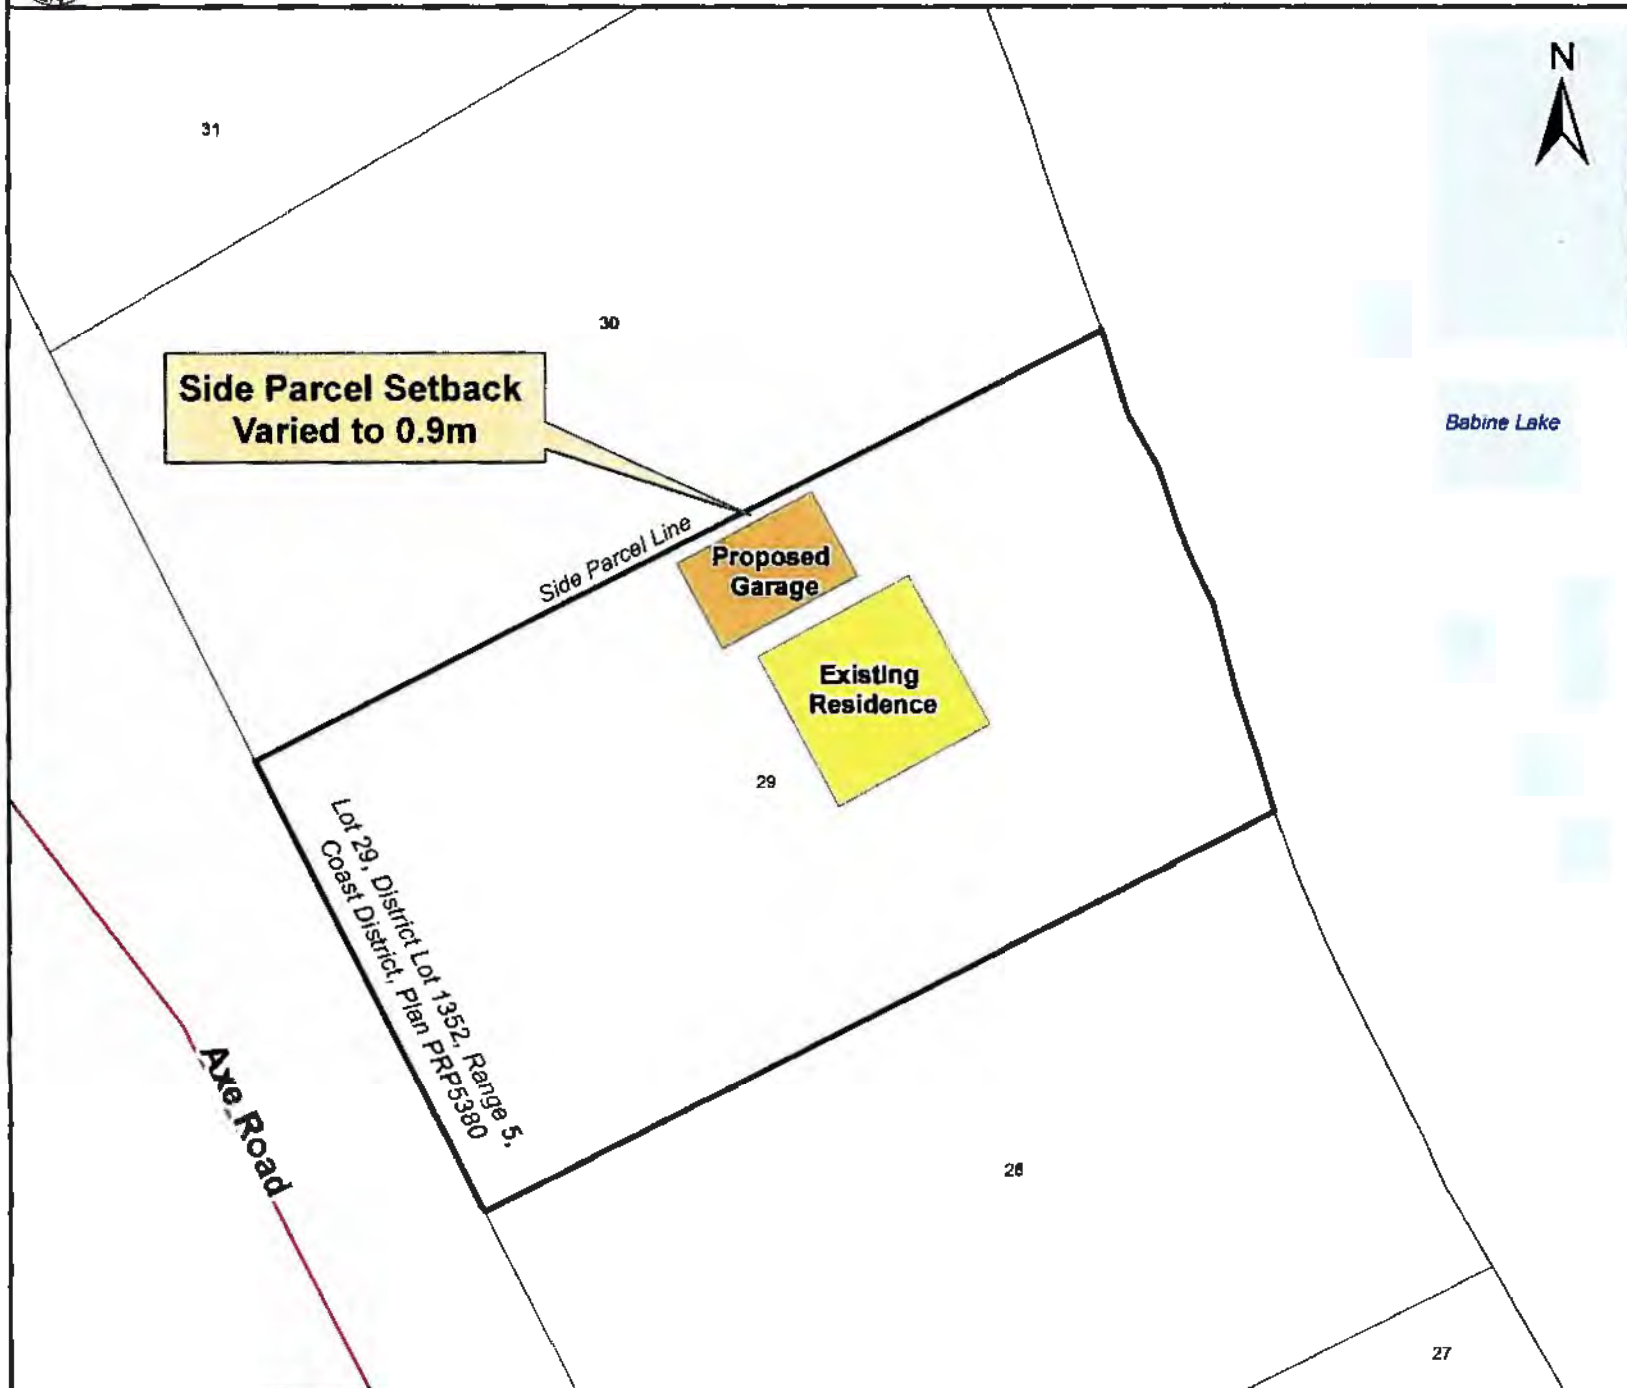 N
31
30
Side Parcel Setback
Varied to 0.9m
Babine Lake
Side Parcel Line
Proposed
Garage
Existing
Residence
29
Lot 29, District Lot 1352, Range 5,
Coast District, Plan PRP5380
Axe Road
28
27